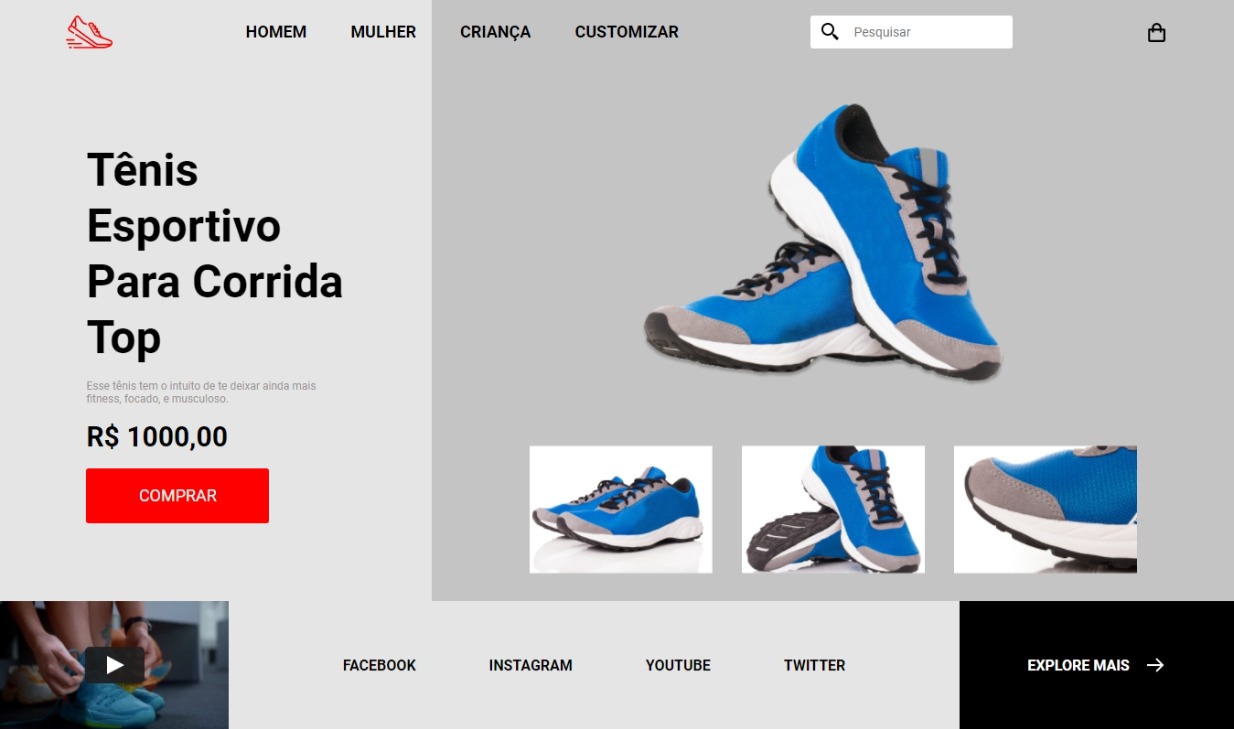 HOMEM
MULHER
CRIANÇA
CUSTOMIZAR
Pesquisar
Tênis
Esportivo
Para Corrida
Top
Esse tênis tem o intuito de te deixar ainda mais
fitness, focado, e musculoso.
R$ 1000,00
COMPRAR
FACEBOOK
INSTAGRAM
YOUTUBE
TWITTER
EXPLORE MAIS